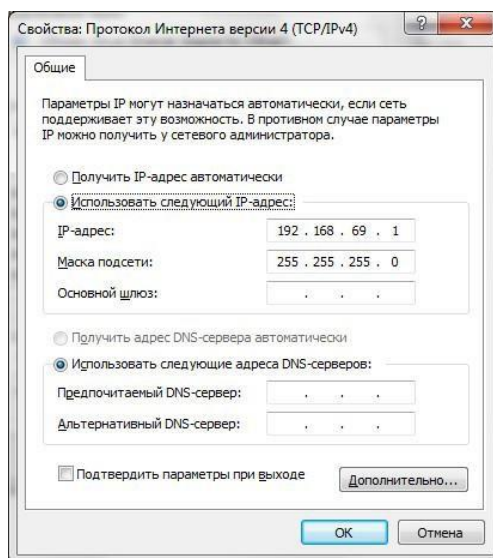 Свойства: Протокол Интернета версии 4 (TCP/IPv4)
Общие
Параметры IP могут назначаться автоматически, если сеть
поддерживает эту возможность. В противном случае параметры
IP можно получить у сетевого администратора.
Получить IP-адрес автоматически
Использовать следующий IP-адрес:
IP-адрес:
192 . 168 . 69 . 1
Маска подсети:
255 . 255 . 255 . 0
Основной шлюз:
. . .
Получить адрес DNS-сервера автоматически
Использовать следующие адреса DNS-серверов:
Предпочитаемый DNS-сервер:
. . .
Альтернативный DNS-сервер:
. . .
Подтвердить параметры при выходе
Дополнительно...
ОК
Отмена